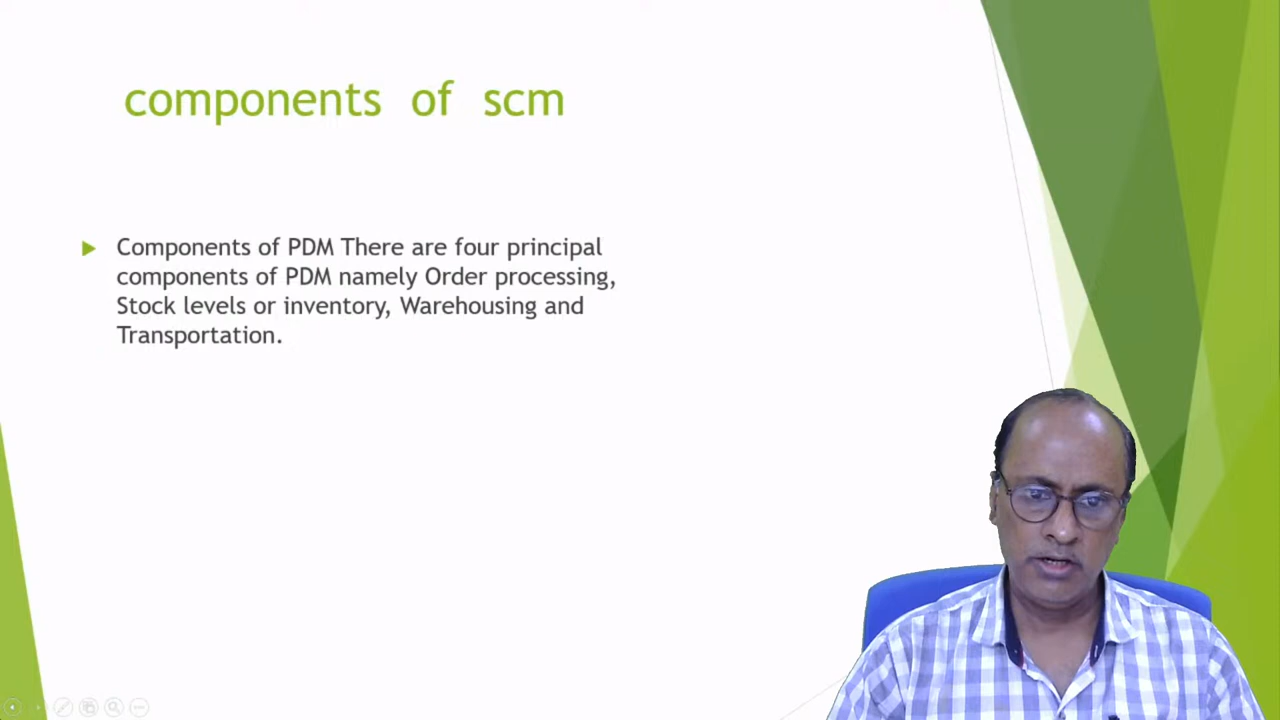 components of scm
Components of PDM There are four principal
components of PDM namely Order processing,
Stock levels or inventory, Warehousing and
Transportation.